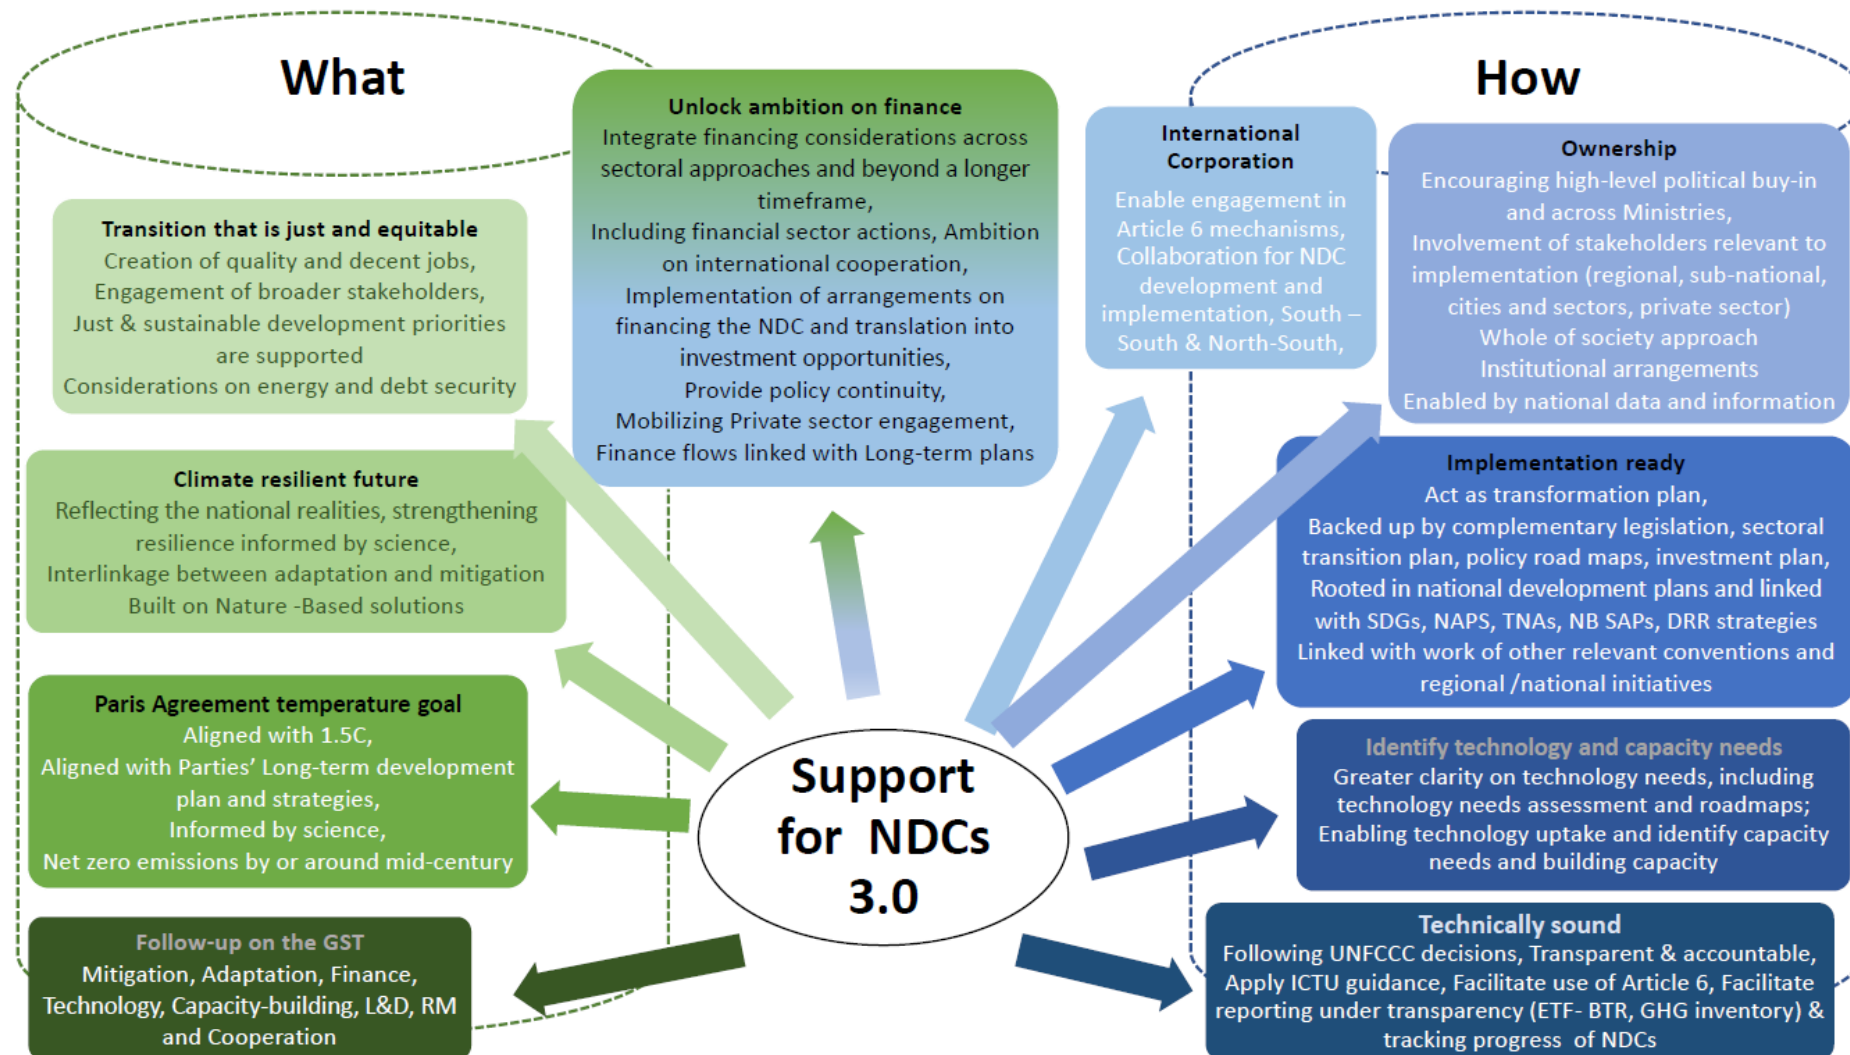 What
Transition that is just and equitable
Creation of quality and decent jobs,
Engagement of broader stakeholders,
Just & sustainable development priorities
are supported
Considerations on energy and debt security
Climate resilient future
Reflecting the national realities, strengthening
resilience informed by science,
Interlinkage between adaptation and mitigation
Built on Nature -Based solutions
Paris Agreement temperature goal
Aligned with 1.5C,
Aligned with Parties’ Long-term development
plan and strategies,
Informed by science,
Net zero emissions by or around mid-century
Follow-up on the GST
Mitigation, Adaptation, Finance,
Technology, Capacity-building, L&D, RM
and Cooperation
Unlock ambition on finance
Integrate financing considerations across
sectoral approaches and beyond a longer
timeframe,
Including financial sector actions, Ambition
on international cooperation,
Implementation of arrangements on
financing the NDC and translation into
investment opportunities,
Provide policy continuity,
Mobilizing Private sector engagement,
Finance flows linked with Long-term plans
Support
for NDCs
3.0
How
International
Corporation
Enable engagement in
Article 6 mechanisms,
Collaboration for NDC
development and
implementation, South –
South & North-South,
Ownership
Encouraging high-level political buy-in
and across Ministries,
Involvement of stakeholders relevant to
implementation (regional, sub-national,
cities and sectors, private sector)
Whole of society approach
Institutional arrangements
Enabled by national data and information
Implementation ready
Act as transformation plan,
Backed up by complementary legislation, sectoral
transition plan, policy road maps, investment plan,
Rooted in national development plans and linked
with SDGs, NAPS, TNAs, NB SAPs, DRR strategies
Linked with work of other relevant conventions and
regional /national initiatives
Identify technology and capacity needs
Greater clarity on technology needs, including
technology needs assessment and roadmaps;
Enabling technology uptake and identify capacity
needs and building capacity
Technically sound
Following UNFCCC decisions, Transparent & accountable,
Apply ICTU guidance, Facilitate use of Article 6, Facilitate
reporting under transparency (ETF- BTR, GHG inventory) &
tracking progress of NDCs